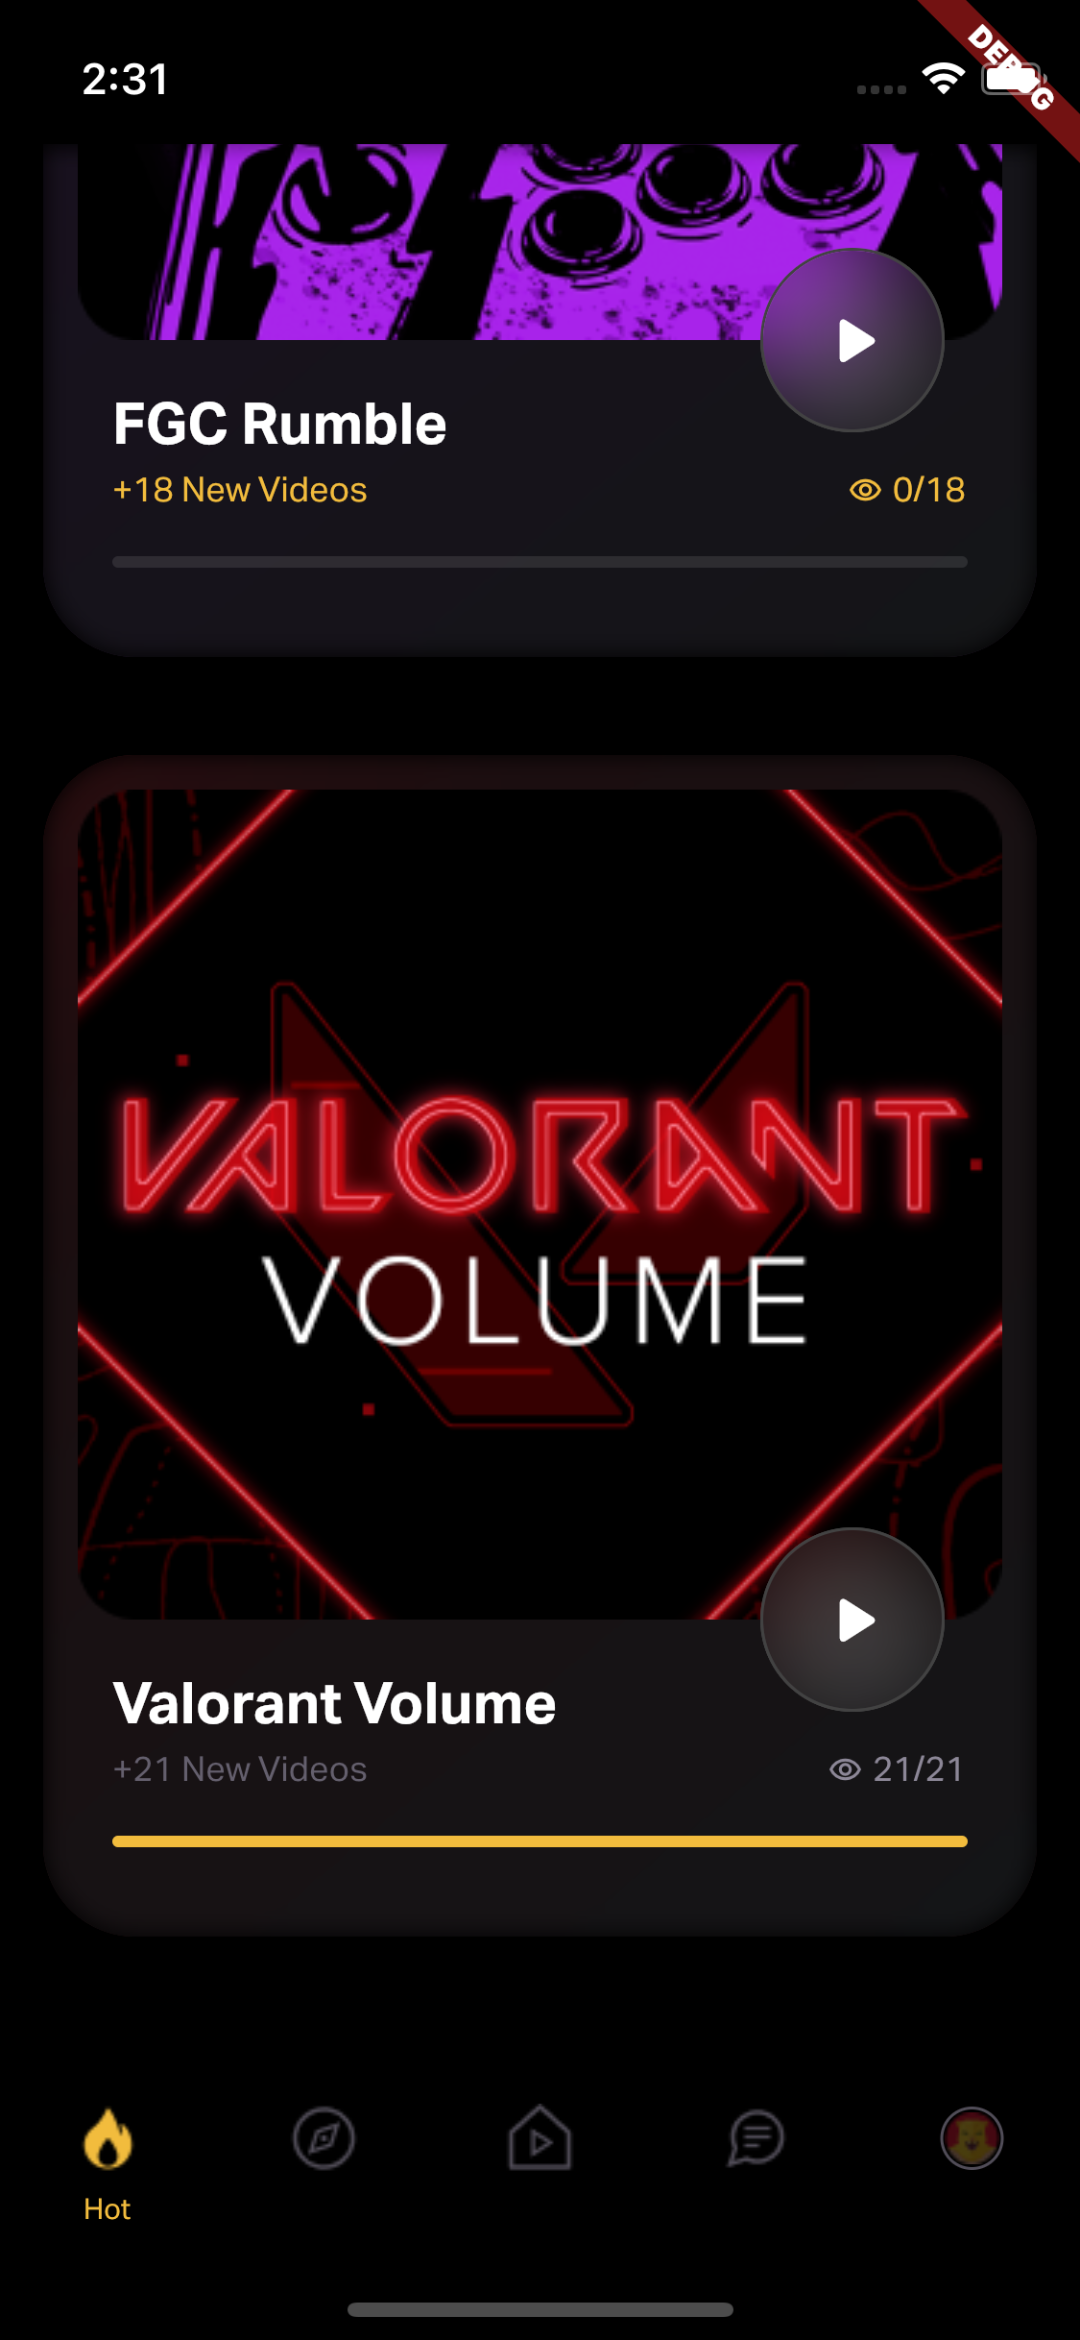 2:31
DEBUG
FGC Rumble
+18 New Videos
0/18
VALORANT
VOLUME
Valorant Volume
+21 New Videos
21/21
Hot